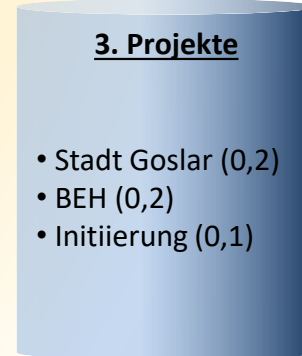 3. Projekte
• Stadt Goslar (0,2)
• BEH (0,2)
• Initiierung (0,1)